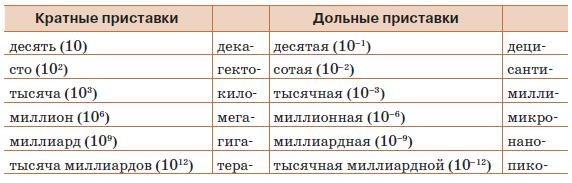 Кратные приставки Дольные приставки
десять (10) дека- десятая (10⁻¹) деци-
сто (10²) гекто- сотая (10⁻²) санти-
тысяча (10³) кило- тысячная (10⁻³) милли-
миллион (10⁶) мега- миллионная (10⁻⁶) микро-
миллиард (10⁹) гига- миллиардная (10⁻⁹) нано-
тысяча миллиардов (10¹²) тера- тысячная миллиардной (10⁻¹²) пико-